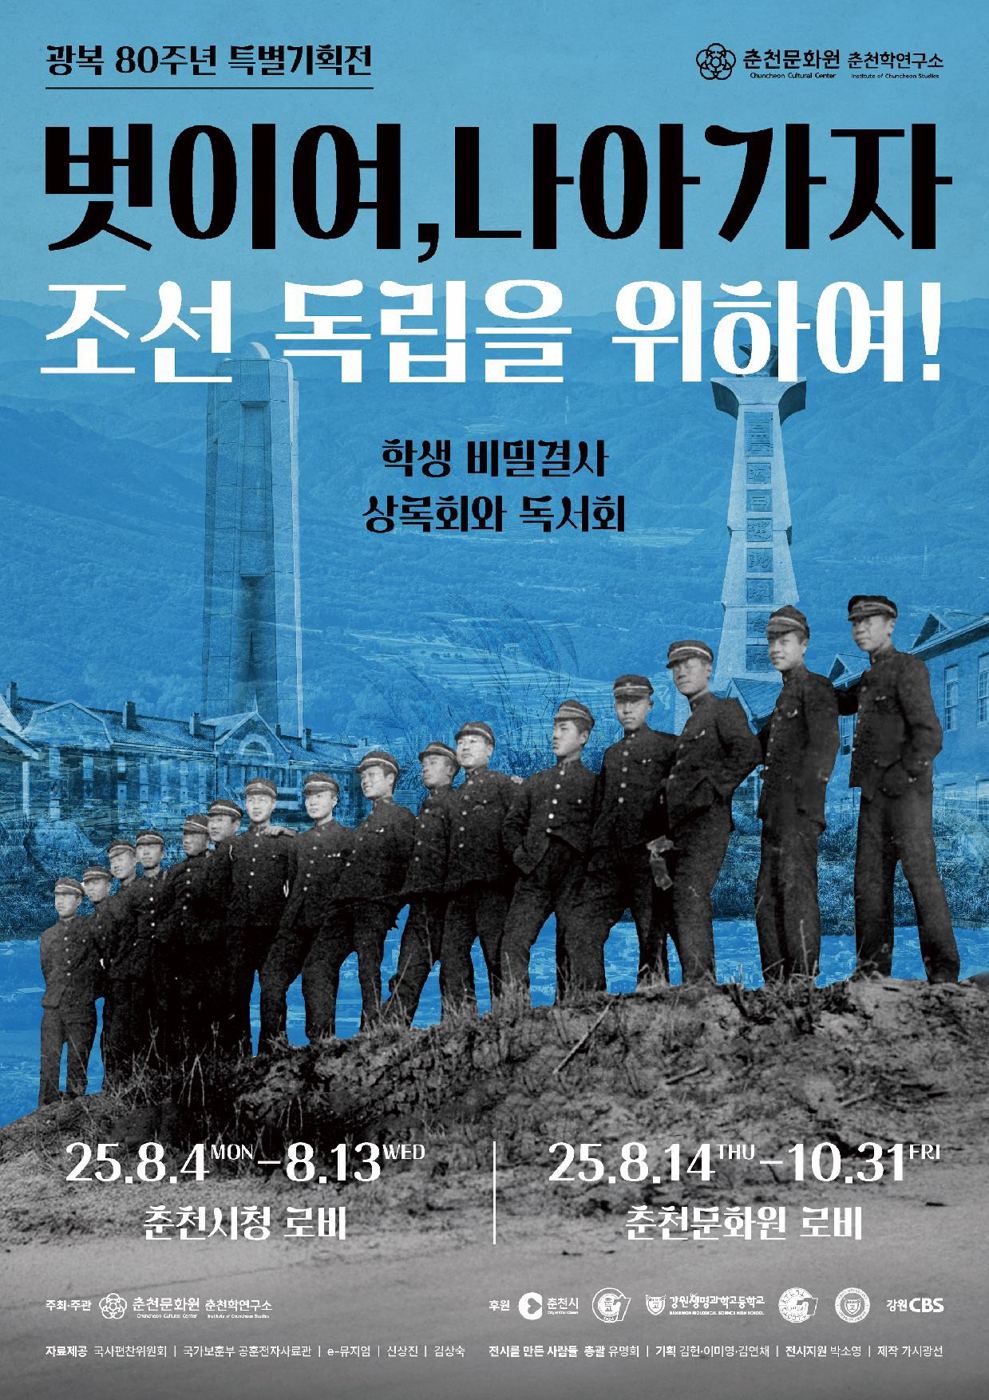 광복 80주년 특별기획전
춘천문화원 춘천학연구소
Chuncheon Cultural Center Institute of Chuncheon Studies
벗이여,나아가자
조선 독립을 위하여!
학생 비밀결사
상록회와 독서회
25.8.4MON–8.13WED
춘천시청 로비
25.8.14THU–10.31FRI
춘천문화원 로비
주최·주관 춘천문화원 춘천학연구소
Chuncheon Cultural Center Institute of Chuncheon Studies
후원 춘천시 강원생명과학고등학교 강원CBS
자료제공 국사편찬위원회 | 국가보훈부 공훈전자사료관 | e-뮤지엄 | 신상진 | 김상숙
전시를 만든 사람들 총괄 유명희 | 기획 김헌·이미영·김연채 | 전시지원 박소영 | 제작 가시광선